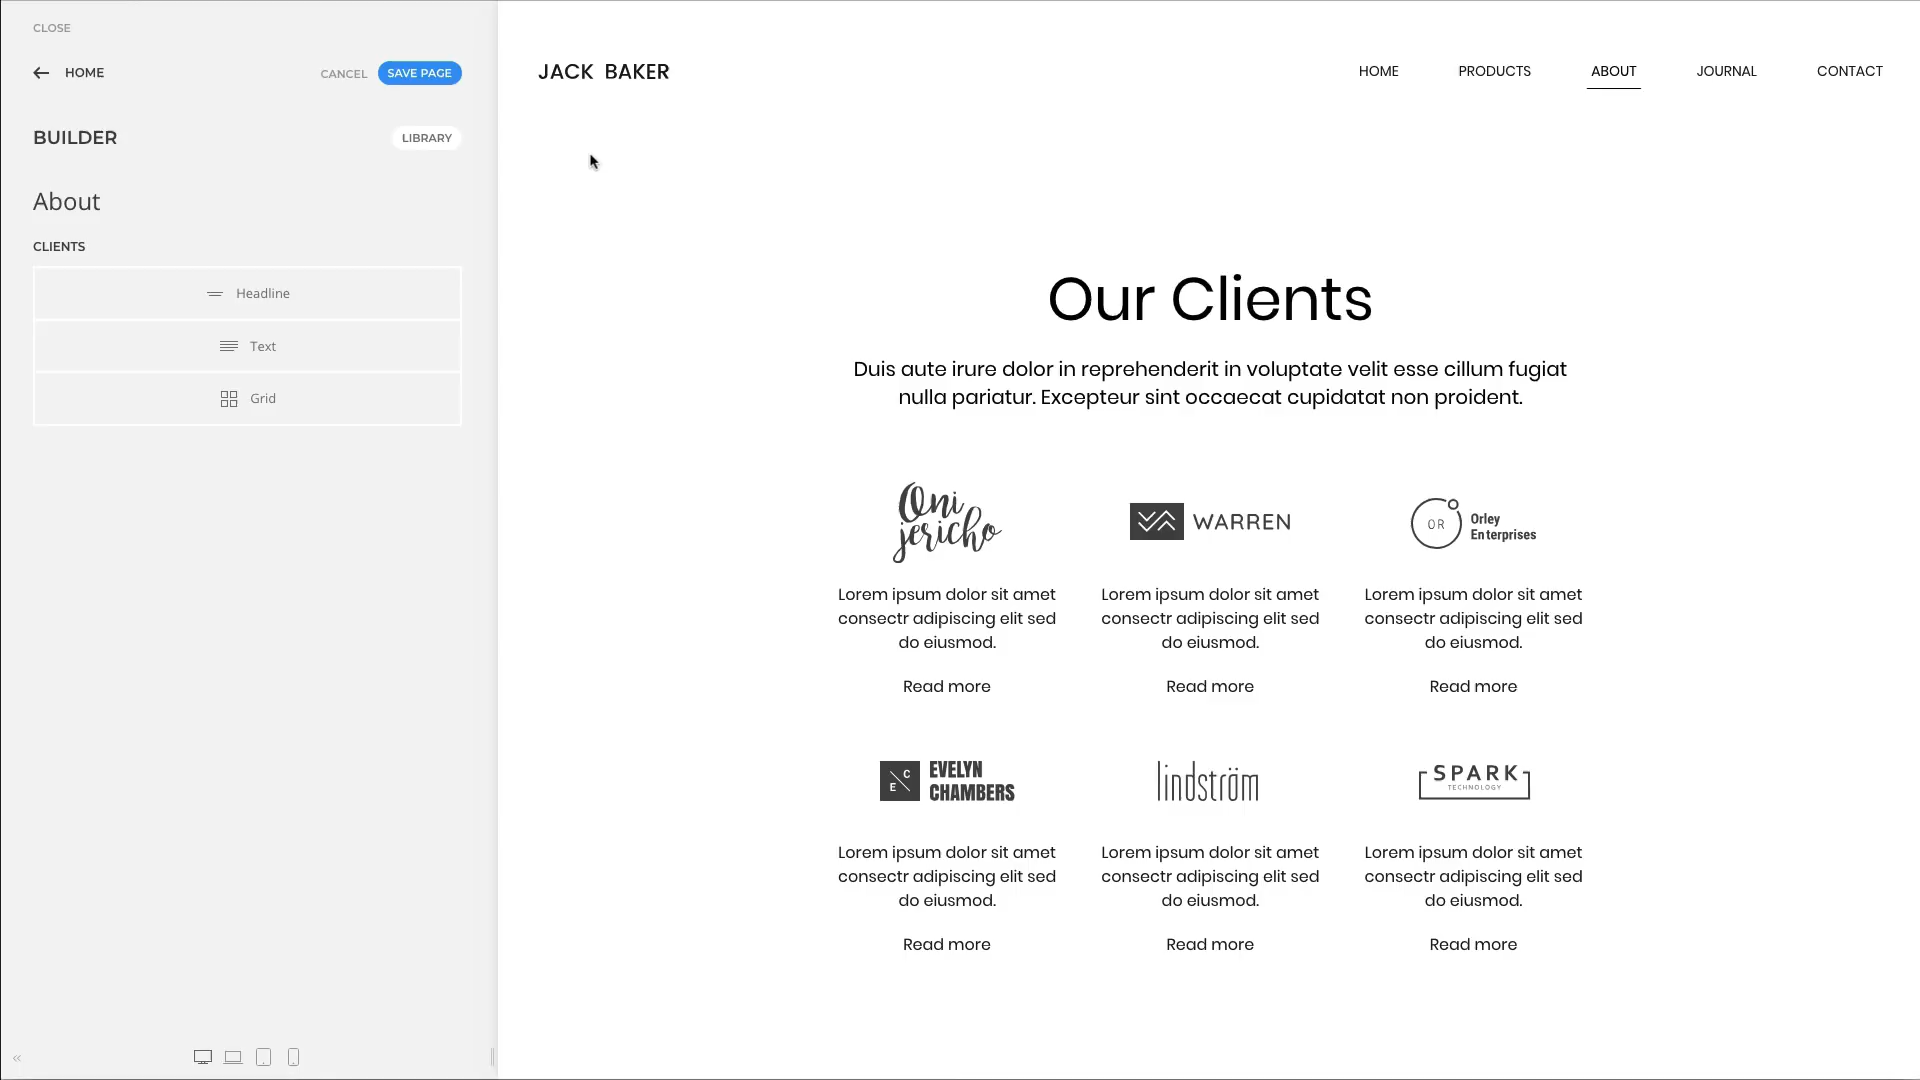 CLOSE
HOME
CANCEL
SAVE PAGE
BUILDER
LIBRARY
About
CLIENTS
Headline
Text
Grid
JACK BAKER
HOME
PRODUCTS
ABOUT
JOURNAL
CONTACT
Our Clients
Duis aute irure dolor in reprehenderit in voluptate velit esse cillum fugiat
nulla pariatur. Excepteur sint occaecat cupidatat non proident.
Oni
jericho
WARREN
OR
Orley
Enterprises
Lorem ipsum dolor sit amet
consectr adipiscing elit sed
do eiusmod.
Read more
Lorem ipsum dolor sit amet
consectr adipiscing elit sed
do eiusmod.
Read more
Lorem ipsum dolor sit amet
consectr adipiscing elit sed
do eiusmod.
Read more
C
E
EVELYN
CHAMBERS
lindström
SPARK
TECHNOLOGY
Lorem ipsum dolor sit amet
consectr adipiscing elit sed
do eiusmod.
Read more
Lorem ipsum dolor sit amet
consectr adipiscing elit sed
do eiusmod.
Read more
Lorem ipsum dolor sit amet
consectr adipiscing elit sed
do eiusmod.
Read more